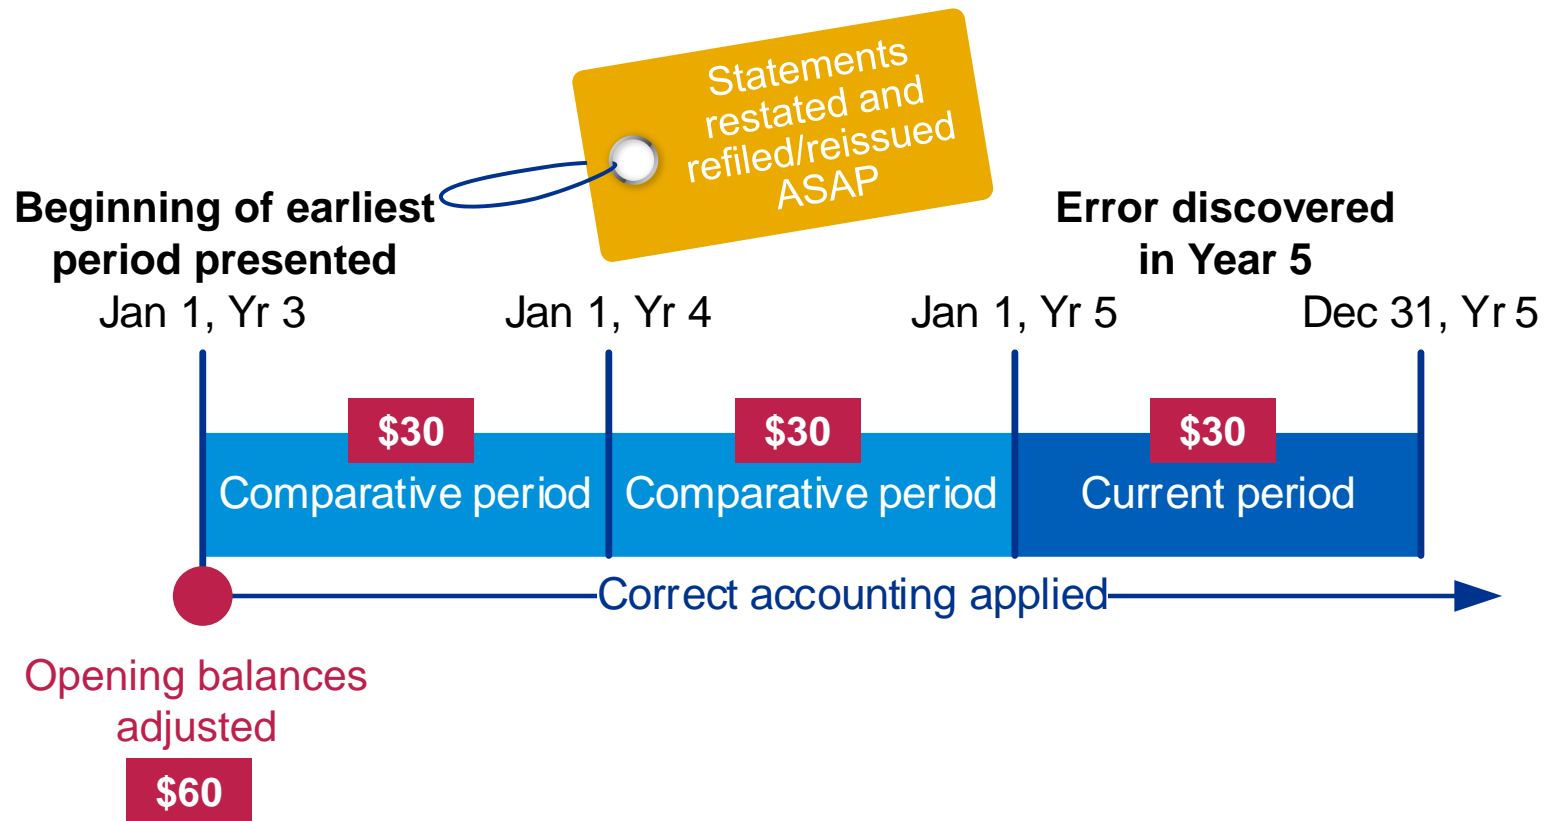 Statements
restated and
refiled/reissued
ASAP
Beginning of earliest
period presented
Error discovered
in Year 5
Jan 1, Yr 3
Jan 1, Yr 4
Jan 1, Yr 5
Dec 31, Yr 5
$30
$30
$30
Comparative period
Comparative period
Current period
Correct accounting applied
Opening balances
adjusted
$60